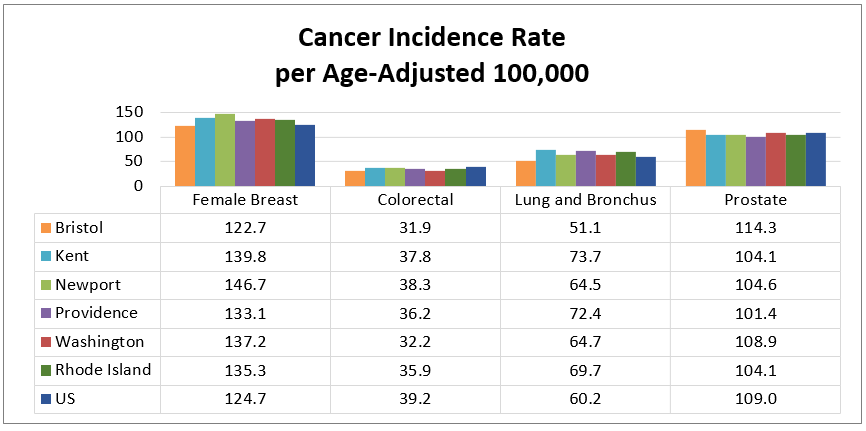 Cancer Incidence Rate
per Age-Adjusted 100,000
150
100
50
0
Female Breast Colorectal Lung and Bronchus Prostate
Bristol 122.7 31.9 51.1 114.3
Kent 139.8 37.8 73.7 104.1
Newport 146.7 38.3 64.5 104.6
Providence 133.1 36.2 72.4 101.4
Washington 137.2 32.2 64.7 108.9
Rhode Island 135.3 35.9 69.7 104.1
US 124.7 39.2 60.2 109.0